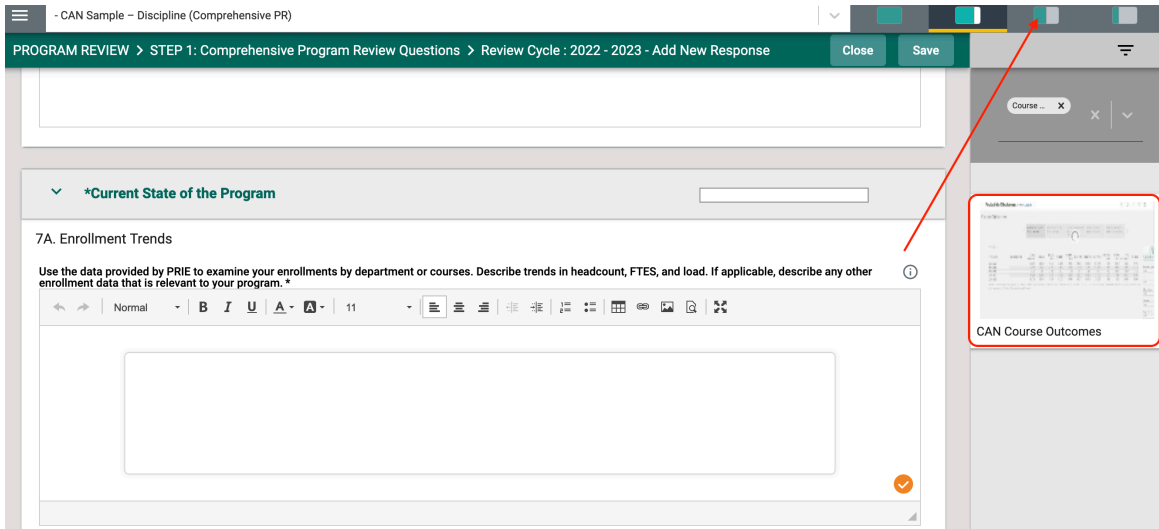 - CAN Sample – Discipline (Comprehensive PR)
PROGRAM REVIEW > STEP 1: Comprehensive Program Review Questions > Review Cycle : 2022 - 2023 - Add New Response
Close
Save
Course ... X
*Current State of the Program
7A. Enrollment Trends
Use the data provided by PRIE to examine your enrollments by department or courses. Describe trends in headcount, FTES, and load. If applicable, describe any other
enrollment data that is relevant to your program. *
Normal B I U A A 11
CAN Course Outcomes